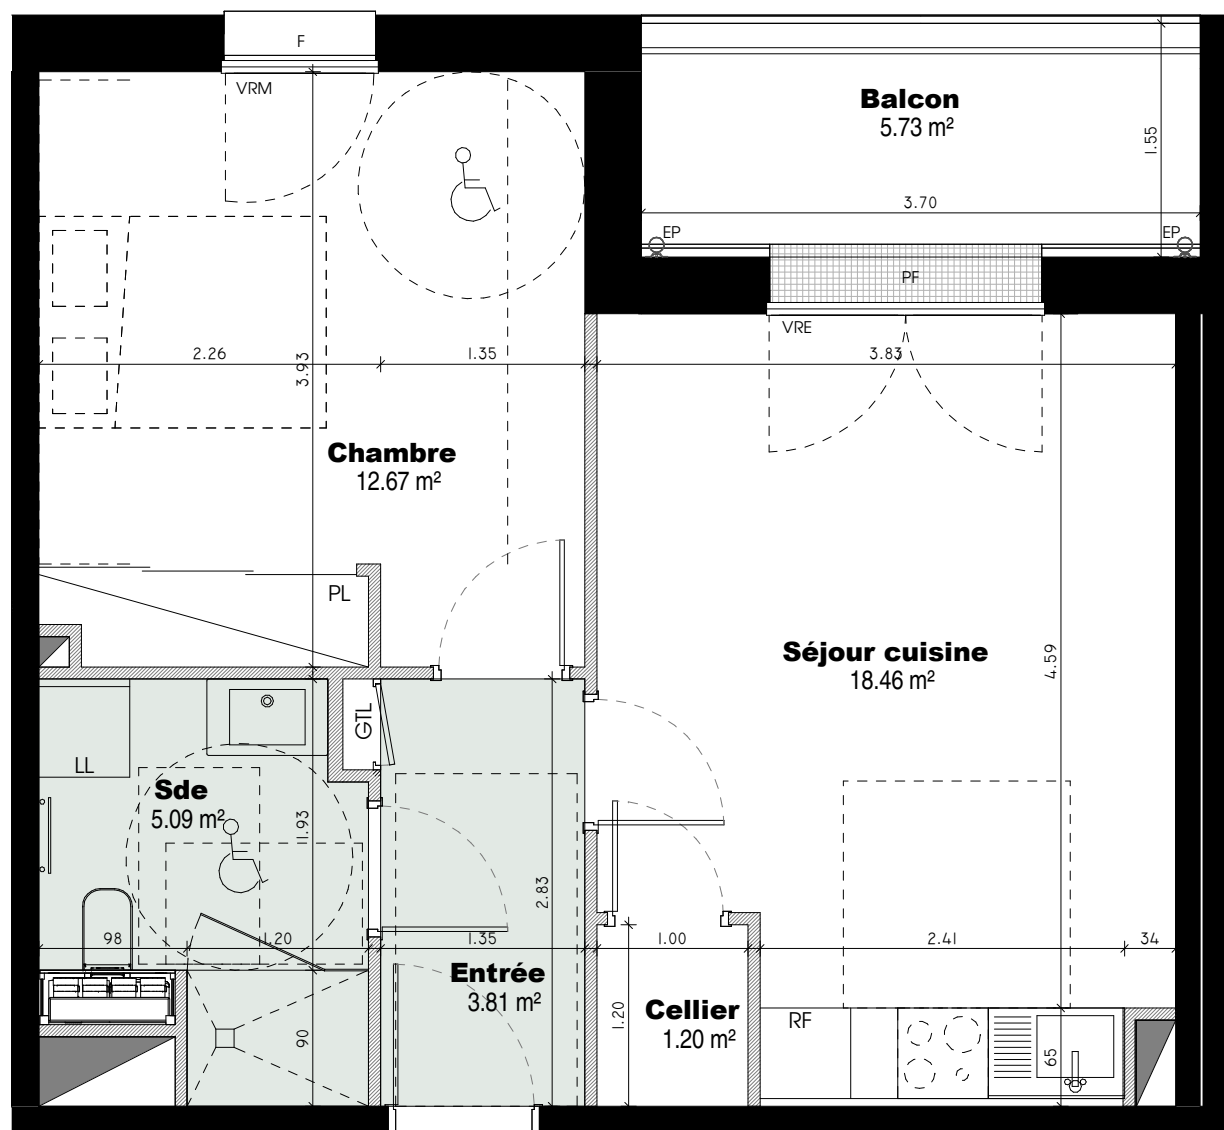 F
VRM
Balcon
5.73 m²
1.55
3.70
EP
EP
PF
VRE
2.26
3.93
1.35
3.83
Chambre
12.67 m²
PL
Séjour cuisine
18.46 m²
4.59
GTL
LL
Sde
5.09 m²
1.93
2.83
98
1.20
1.35
1.00
2.41
34
Entrée
3.81 m²
Cellier
1.20 m²
1.20
RF
90
65